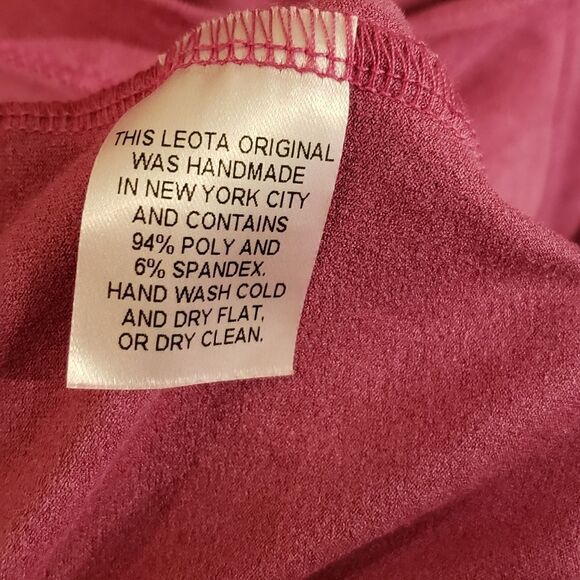 THIS LEOTA ORIGINAL
WAS HANDMADE
IN NEW YORK CITY
AND CONTAINS
94% POLY AND
6% SPANDEX.
HAND WASH COLD
AND DRY FLAT,
OR DRY CLEAN.